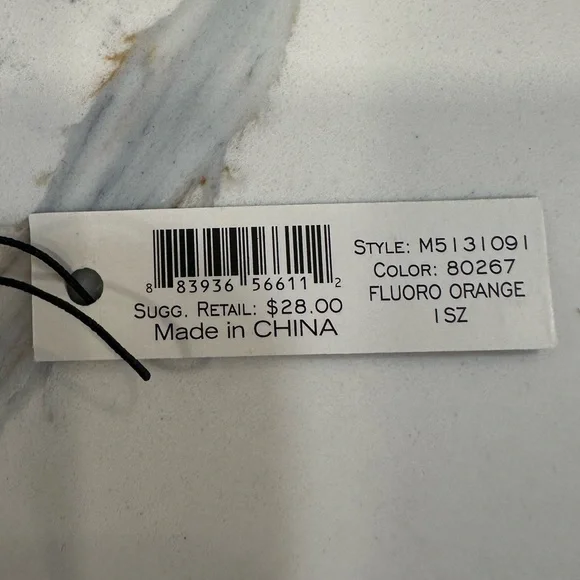 8 83936 56611 2
SUGG. RETAIL: $28.00
Made in CHINA
STYLE: M5131091
COLOR: 80267
FLUORO ORANGE
1SZ